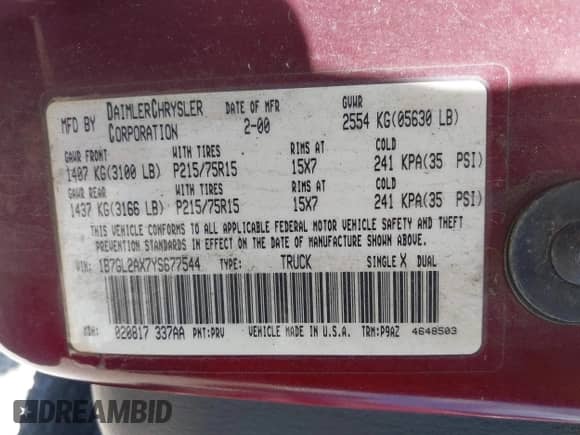 MFD BY DAIMLERCHRYSLER CORPORATION
DATE OF MFR 2-00
GVWR 2554 KG(05630 LB)
GAWR FRONT WITH TIRES RIMS AT COLD
1407 KG(3100 LB) P215/75R15 15X7 241 KPA(35 PSI)
GAWR REAR WITH TIRES RIMS AT COLD
1437 KG(3166 LB) P215/75R15 15X7 241 KPA(35 PSI)
THIS VEHICLE CONFORMS TO ALL APPLICABLE FEDERAL MOTOR VEHICLE SAFETY AND THEFT
PREVENTION STANDARDS IN EFFECT ON THE DATE OF MANUFACTURE SHOWN ABOVE.
VIN: 1B7GL2AX7YS677544 TYPE: TRUCK SINGLE X DUAL
MDH: 020817 337AA PNT:PRV VEHICLE MADE IN U.S.A. TRM:P9AZ 4648503
DREAMBID